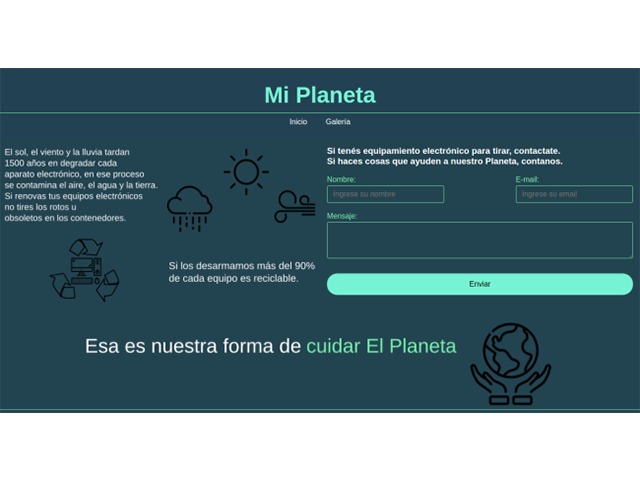 Mi Planeta
Inicio
Galería
El sol, el viento y la lluvia tardan
1500 años en degradar cada
aparato electrónico, en ese proceso
se contamina el aire, el agua y la tierra.
Si renovas tus equipos electrónicos
no tires los rotos u
obsoletos en los contenedores.
Si los desarmamos más del 90%
de cada equipo es reciclable.
Si tenés equipamiento electrónico para tirar, contactate.
Si haces cosas que ayuden a nuestro Planeta, contanos.
Nombre:
Ingrese su nombre
E-mail:
Ingrese su email
Mensaje:
Enviar
Esa es nuestra forma de cuidar El Planeta